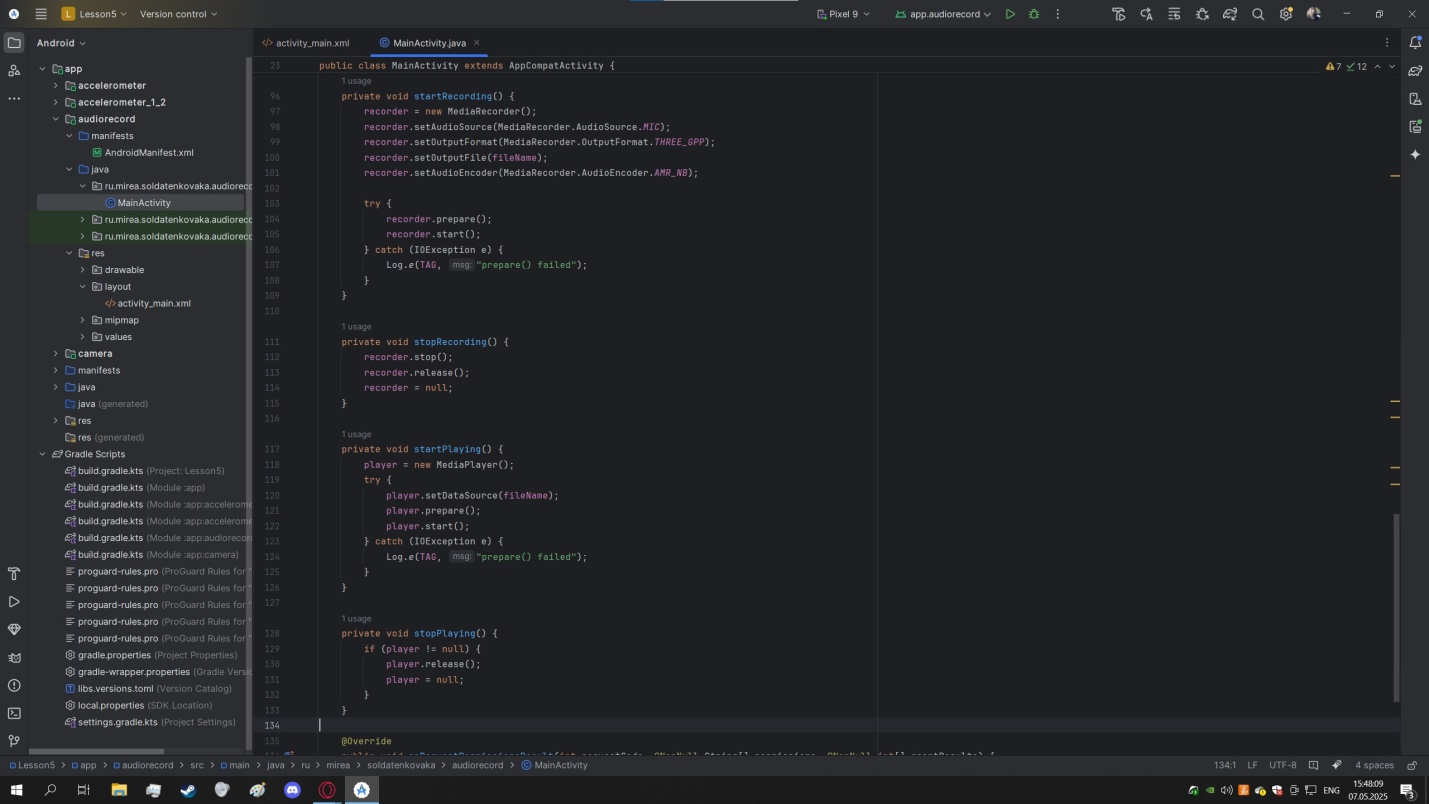 L Lesson5 Version control Pixel 9 app.audiorecord
Android activity_main.xml MainActivity.java
23 public class MainActivity extends AppCompatActivity { 7 12
app
accelerometer
accelerometer_1_2
audiorecord
manifests
AndroidManifest.xml
java
ru.mirea.soldatenkovaka.audiorecc
MainActivity
ru.mirea.soldatenkovaka.audiorecc
ru.mirea.soldatenkovaka.audiorecc
res
drawable
layout
activity_main.xml
mipmap
values
camera
manifests
java
java (generated)
res
res (generated)
Gradle Scripts
build.gradle.kts (Project: Lesson5)
build.gradle.kts (Module :app)
build.gradle.kts (Module :app:accelerome
build.gradle.kts (Module :app:accelerome
build.gradle.kts (Module :app:audiorecor
build.gradle.kts (Module :app:camera)
proguard-rules.pro (ProGuard Rules for "
proguard-rules.pro (ProGuard Rules for "
proguard-rules.pro (ProGuard Rules for "
proguard-rules.pro (ProGuard Rules for "
proguard-rules.pro (ProGuard Rules for "
gradle.properties (Project Properties)
gradle-wrapper.properties (Gradle Versi
libs.versions.toml (Version Catalog)
local.properties (SDK Location)
settings.gradle.kts (Project Settings)
1 usage
96 private void startRecording() {
97 recorder = new MediaRecorder();
98 recorder.setAudioSource(MediaRecorder.AudioSource.MIC);
99 recorder.setOutputFormat(MediaRecorder.OutputFormat.THREE_GPP);
100 recorder.setOutputFile(fileName);
101 recorder.setAudioEncoder(MediaRecorder.AudioEncoder.AMR_NB);
102
103 try {
104 recorder.prepare();
105 recorder.start();
106 } catch (IOException e) {
107 Log.e(TAG, msg: "prepare() failed");
108 }
109 }
110
1 usage
111 private void stopRecording() {
112 recorder.stop();
113 recorder.release();
114 recorder = null;
115 }
116
1 usage
117 private void startPlaying() {
118 player = new MediaPlayer();
119 try {
120 player.setDataSource(fileName);
121 player.prepare();
122 player.start();
123 } catch (IOException e) {
124 Log.e(TAG, msg: "prepare() failed");
125 }
126 }
127
1 usage
128 private void stopPlaying() {
129 if (player != null) {
130 player.release();
131 player = null;
132 }
133 }
134
135 @Override
Lesson5 > app > audiorecord > src > main > java > ru > mirea > soldatenkovaka > audiorecord > MainActivity 134:1 LF UTF-8 4 spaces
ENG 15:48:09
07.05.2025 3